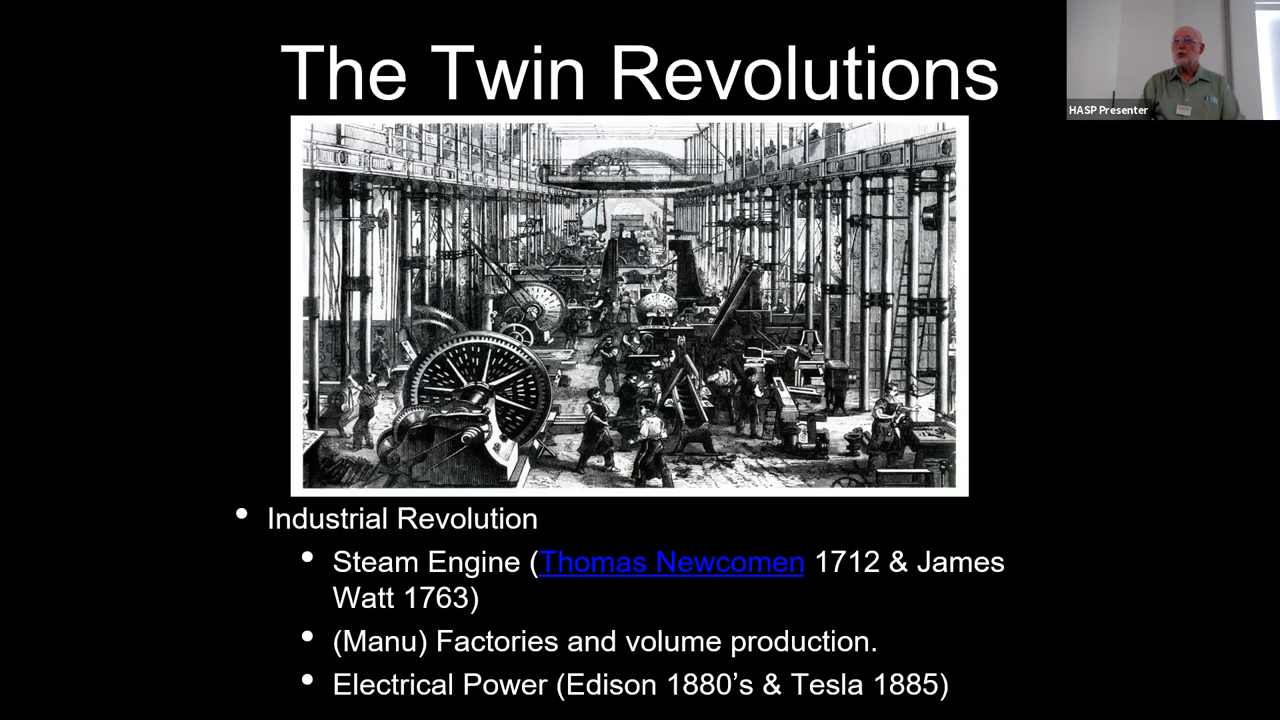 The Twin Revolutions
HASP Presenter
• Industrial Revolution
• Steam Engine (Thomas Newcomen 1712 & James
Watt 1763)
• (Manu) Factories and volume production.
• Electrical Power (Edison 1880’s & Tesla 1885)